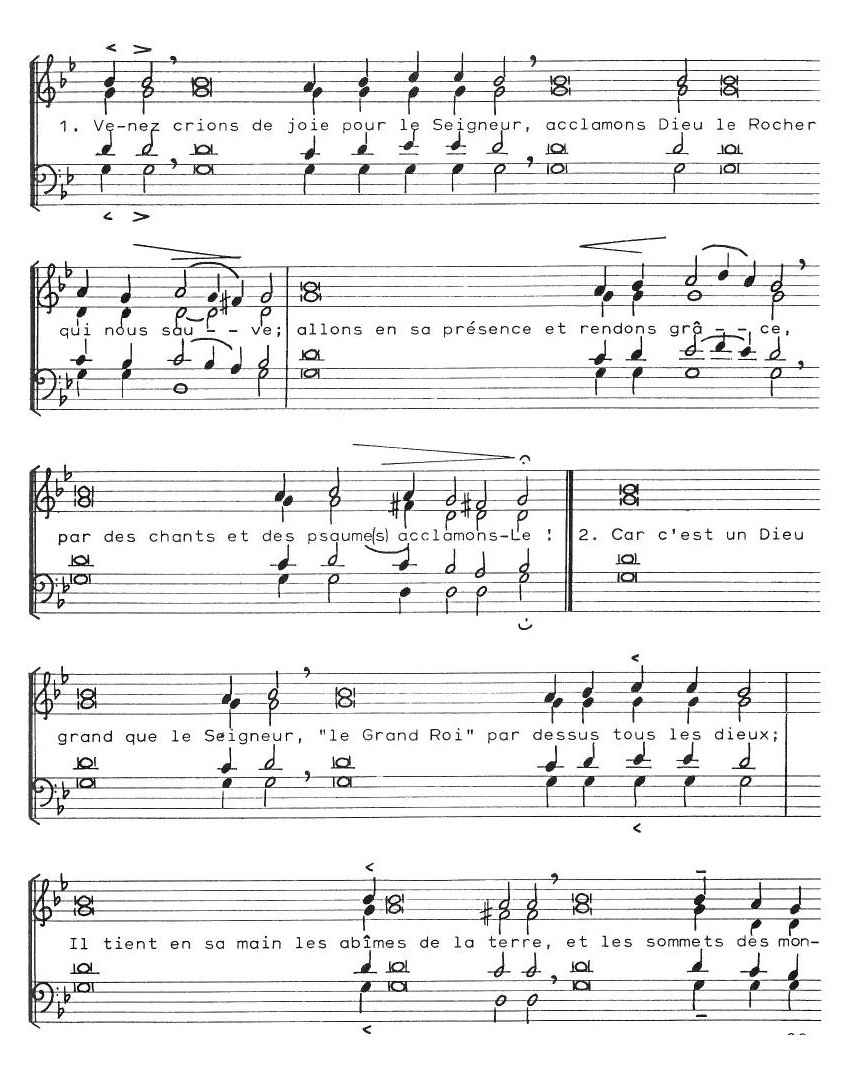 1. Ve-nez crions de joie pour le Seigneur, acclamons Dieu le Rocher
qui nous sau - - ve; allons en sa présence et rendons grâ - - ce,
par des chants et des psaume(s) acclamons-Le ! 2. Car c'est un Dieu
grand que le Seigneur, "le Grand Roi" par dessus tous les dieux;
Il tient en sa main les abîmes de la terre, et les sommets des mon-